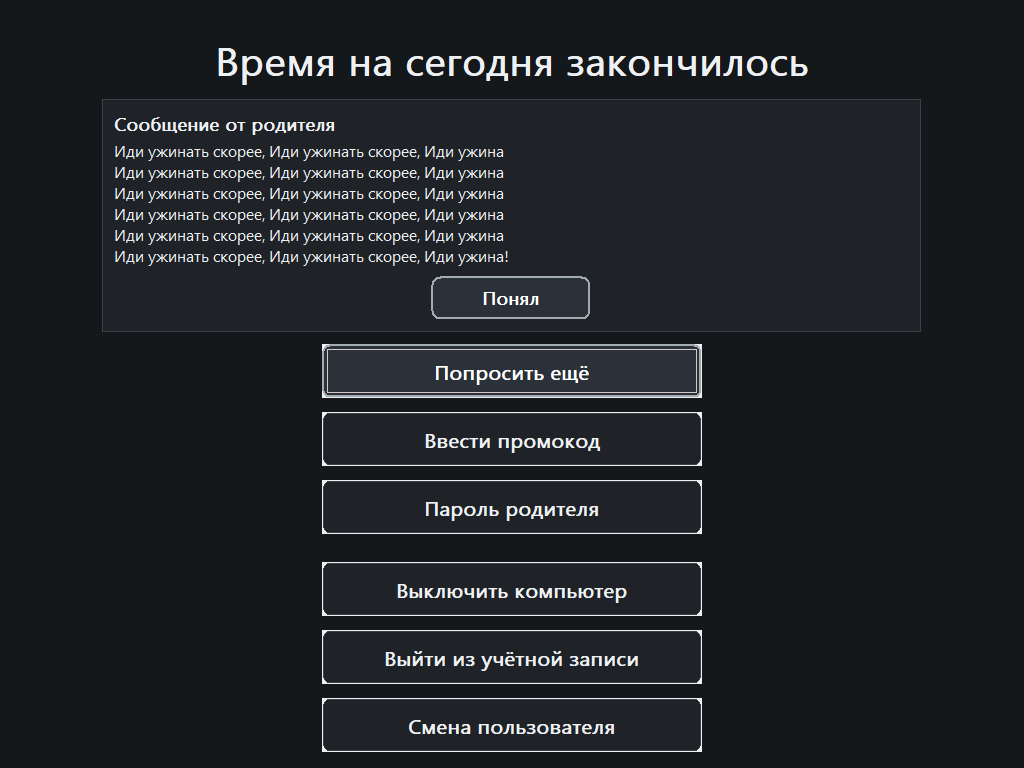 Время на сегодня закончилось
Сообщение от родителя
Иди ужинать скорее, Иди ужинать скорее, Иди ужина
Иди ужинать скорее, Иди ужинать скорее, Иди ужина
Иди ужинать скорее, Иди ужинать скорее, Иди ужина
Иди ужинать скорее, Иди ужинать скорее, Иди ужина
Иди ужинать скорее, Иди ужинать скорее, Иди ужина
Иди ужинать скорее, Иди ужинать скорее, Иди ужина!
Понял
Попросить ещё
Ввести промокод
Пароль родителя
Выключить компьютер
Выйти из учётной записи
Смена пользователя